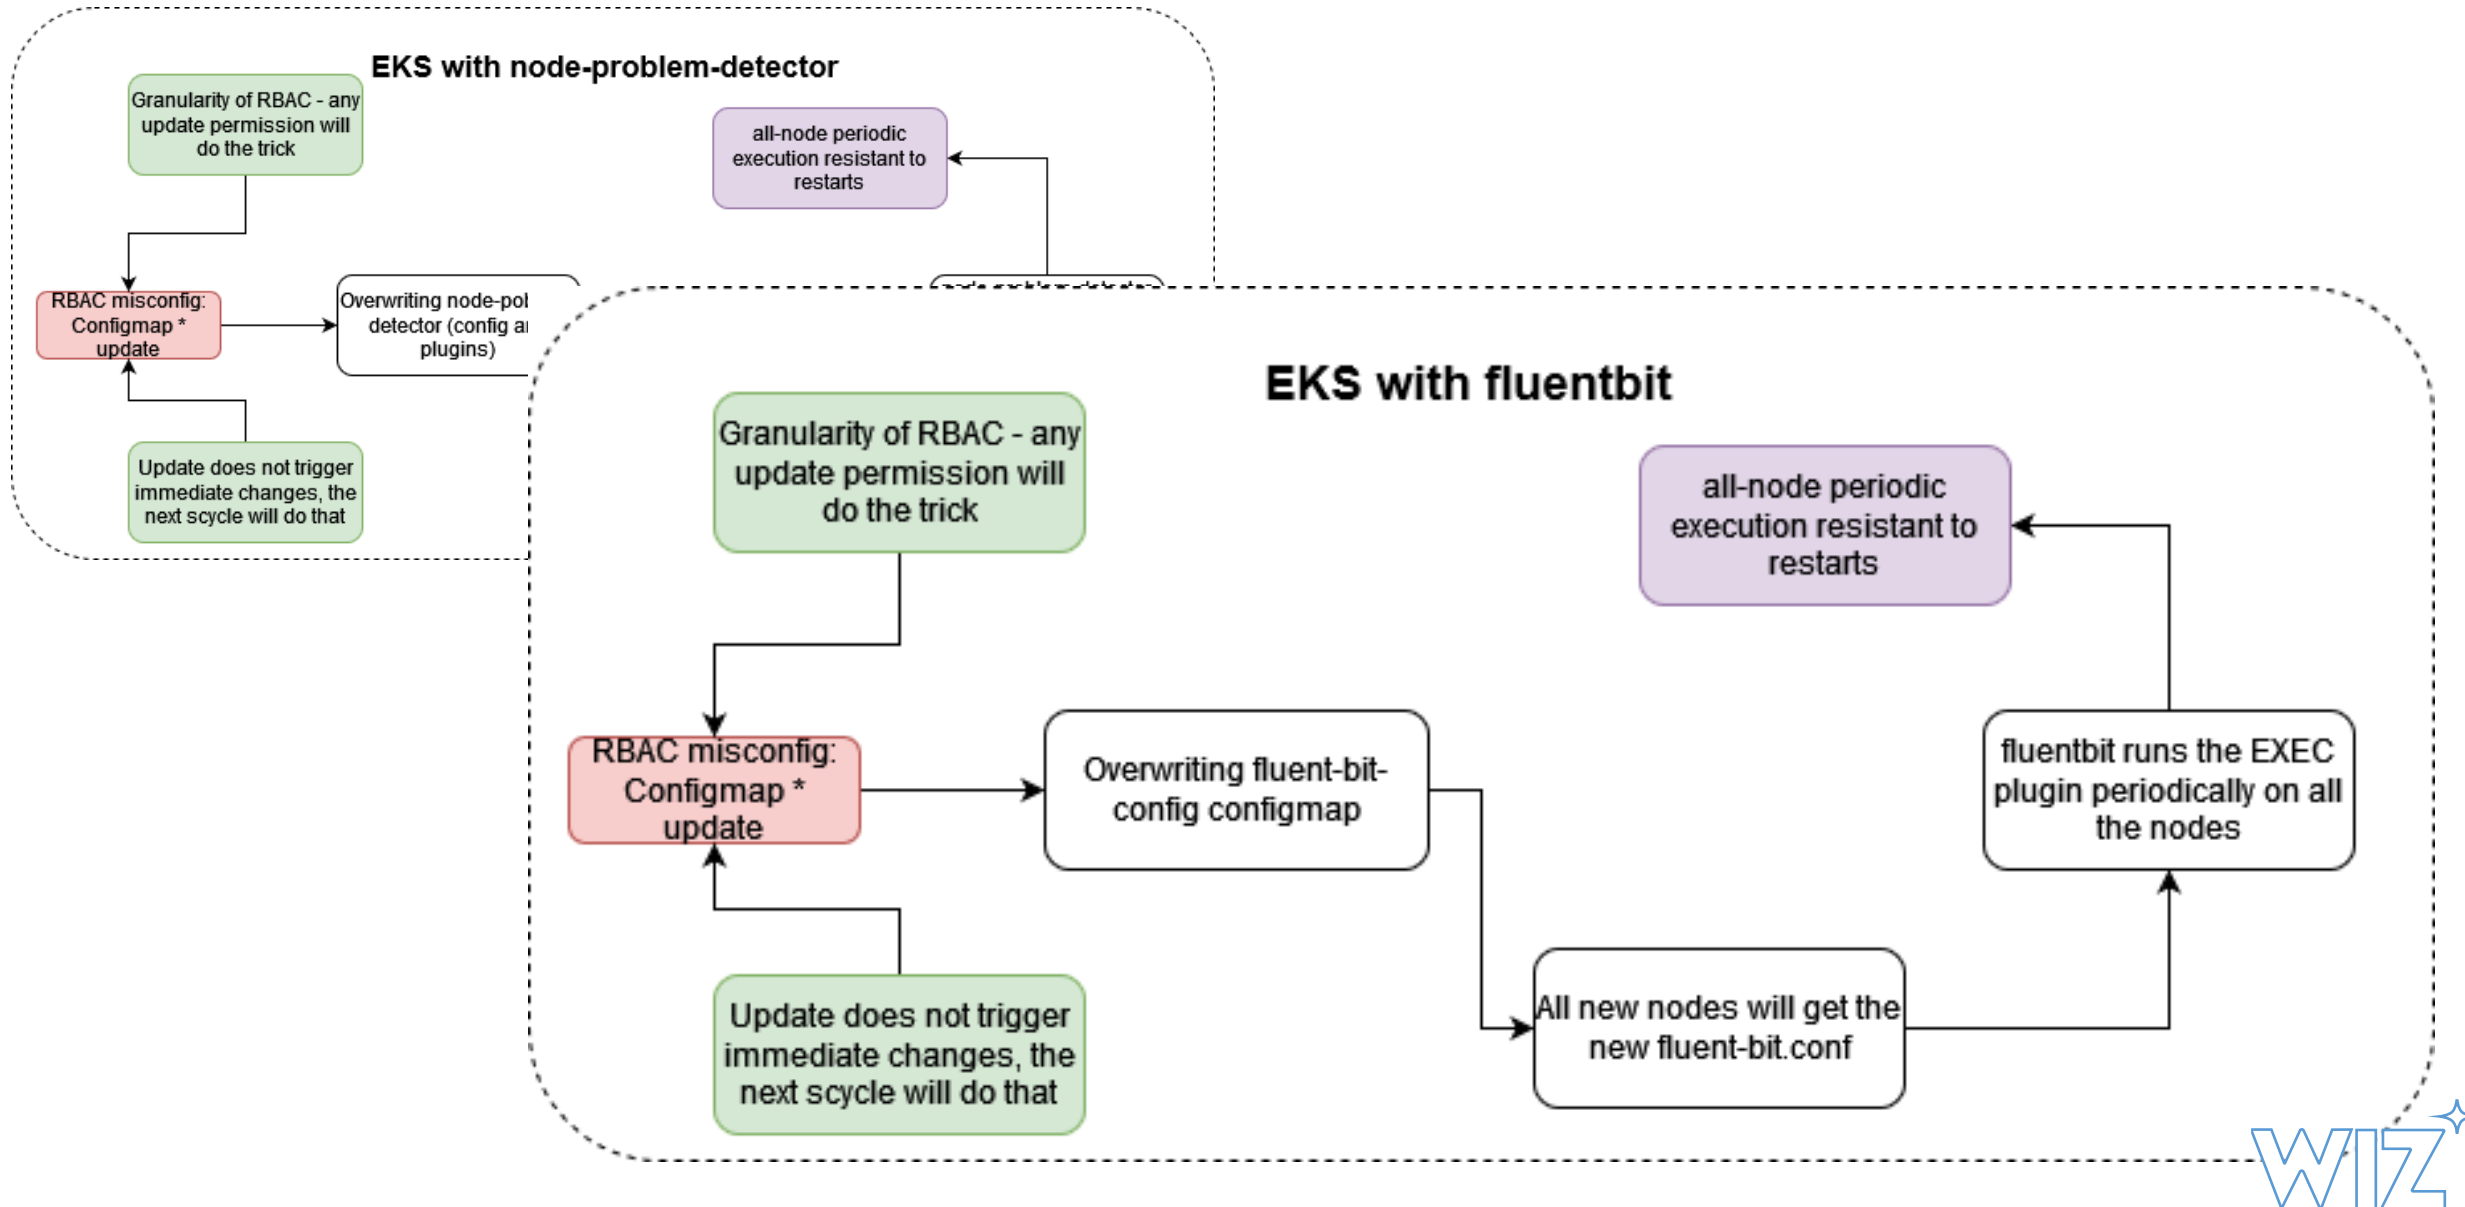 EKS with node-problem-detector
Granularity of RBAC - any
update permission will
do the trick
all-node periodic
execution resistant to
restarts
RBAC misconfig:
Configmap *
update
Overwriting
detector (config
plugins)
Update does not trigger
immediate changes, the
next scycle will do that
EKS with fluentbit
Granularity of RBAC - any
update permission will
do the trick
all-node periodic
execution resistant to
restarts
RBAC misconfig:
Configmap *
update
Overwriting fluent-bit-
config configmap
fluentbit runs the EXEC
plugin periodically on all
the nodes
Update does not trigger
immediate changes, the
next scycle will do that
All new nodes will get the
new fluent-bit.conf
WIZ